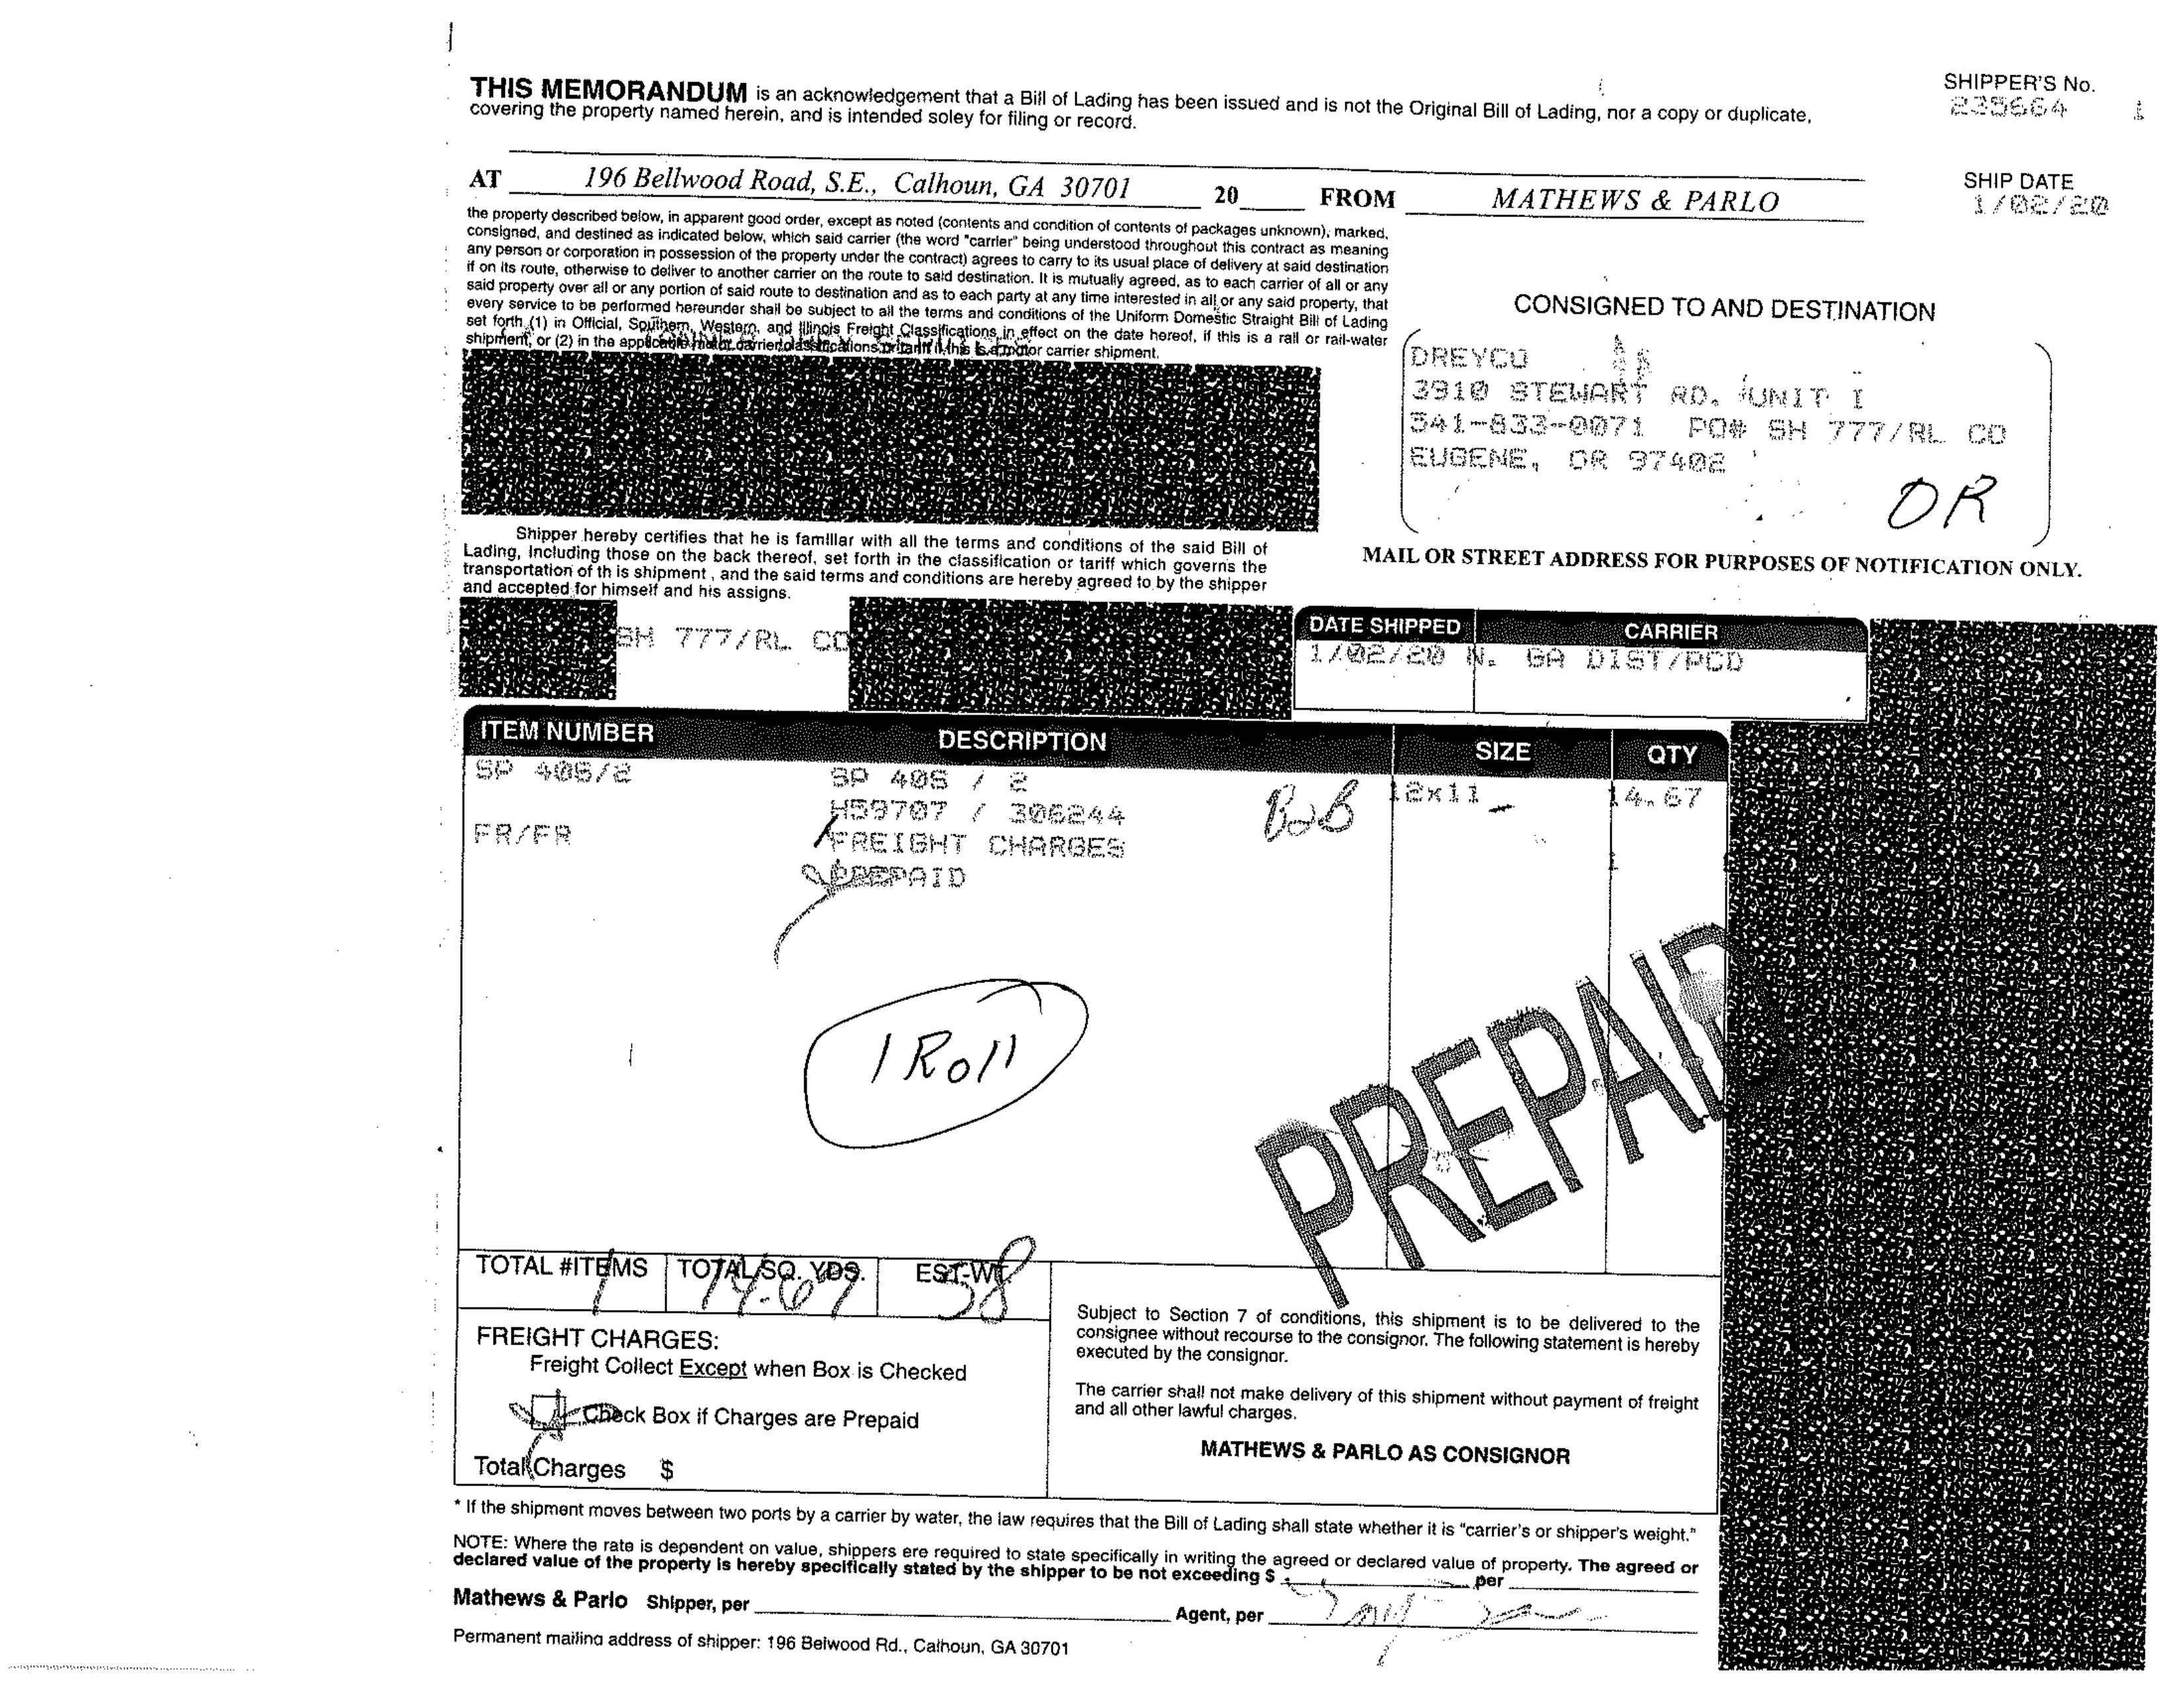 THIS MEMORANDUM is an acknowledgement that a Bill of Lading has been issued and is not the Original Bill of Lading, nor a copy or duplicate,
covering the property named herein, and is intended soley for filing or record.
SHIPPER'S No.
235664 1
AT 196 Bellwood Road, S.E., Calhoun, GA 30701 20 FROM MATHEWS & PARLO
SHIP DATE
1/02/20
the property described below, in apparent good order, except as noted (contents and condition of contents of packages unknown), marked,
consigned, and destined as indicated below, which said carrier (the word "carrier" being understood throughout this contract as meaning
any person or corporation in possession of the property under the contract) agrees to carry to its usual place of delivery at said destination
if on its route, otherwise to deliver to another carrier on the route to said destination. It is mutually agreed, as to each carrier of all or any
said property over all or any portion of said route to destination and as to each party at any time interested in all or any said property, that
every service to be performed hereunder shall be subject to all the terms and conditions of the Uniform Domestic Straight Bill of Lading
set forth (1) in Official, Southern, Western, and Illinois Freight Classifications in effect on the date hereof, if this is a rail or rail-water
shipment, or (2) in the applicable motor carrier classifications or tariff if this is a motor carrier shipment.
CONSIGNED TO AND DESTINATION
DREYCO
3910 STEWART RD. UNIT I
541-833-0071 PO# SH 777/RL CD
EUGENE, OR 97402
OR
MAIL OR STREET ADDRESS FOR PURPOSES OF NOTIFICATION ONLY.
Shipper hereby certifies that he is familiar with all the terms and conditions of the said Bill of
Lading, Including those on the back thereof, set forth in the classification or tariff which governs the
transportation of th is shipment , and the said terms and conditions are hereby agreed to by the shipper
and accepted for himself and his assigns.
SH 777/RL CD
DATE SHIPPED CARRIER
1/02/20 N. GA DIST/PCD
ITEM NUMBER DESCRIPTION SIZE QTY
SP 40S/2 SP 40S / 2 12x11 14.67
H59707 / 306244 BoB
FR/FR FREIGHT CHARGES 1
PREPAID
1 Roll
PREPAID
TOTAL #ITEMS TOTAL/SQ. YDS. EST-WT
1 14.67 58
FREIGHT CHARGES:
Freight Collect Except when Box is Checked
Check Box if Charges are Prepaid
Total Charges $
Subject to Section 7 of conditions, this shipment is to be delivered to the
consignee without recourse to the consignor. The following statement is hereby
executed by the consignor.
The carrier shall not make delivery of this shipment without payment of freight
and all other lawful charges.
MATHEWS & PARLO AS CONSIGNOR
* If the shipment moves between two ports by a carrier by water, the law requires that the Bill of Lading shall state whether it is "carrier's or shipper's weight."
NOTE: Where the rate is dependent on value, shippers ere required to state specifically in writing the agreed or declared value of property. The agreed or
declared value of the property is hereby specifically stated by the shipper to be not exceeding $ per
Mathews & Parlo Shipper, per Agent, per
Permanent mailing address of shipper: 196 Belwood Rd., Calhoun, GA 30701